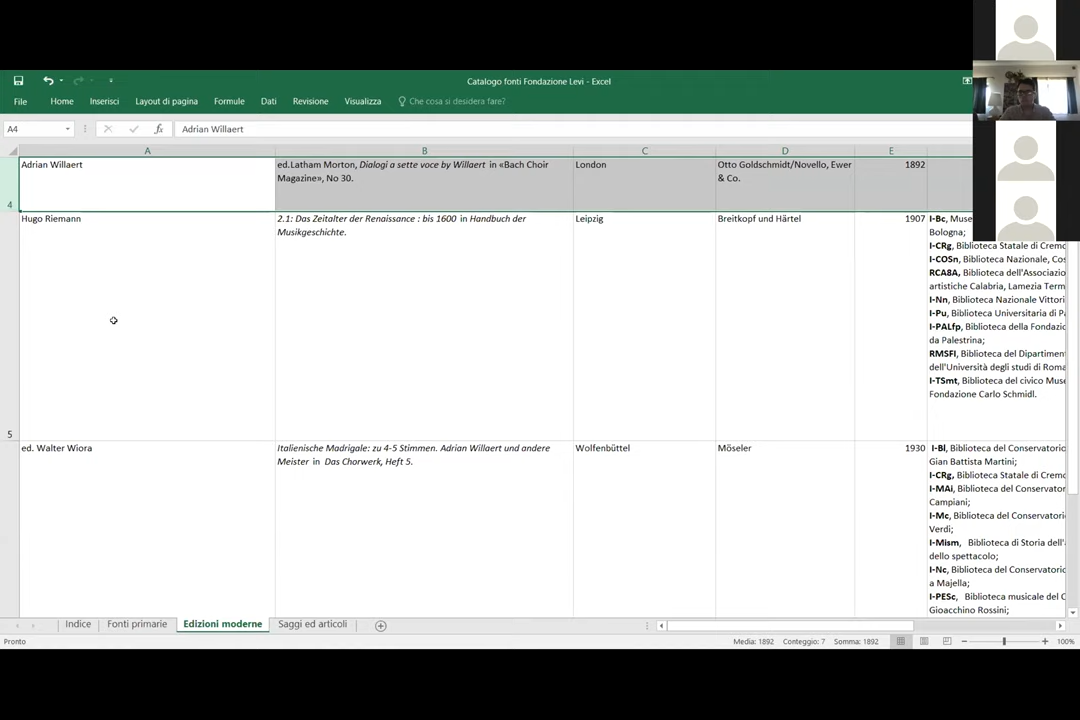 Catalogo fonti Fondazione Levi - Excel
File Home Inserisci Layout di pagina Formule Dati Revisione Visualizza Che cosa si desidera fare?
A4 fx Adrian Willaert
A B C D E
4 Adrian Willaert
ed.Latham Morton, Dialogi a sette voce by Willaert in «Bach Choir
Magazine», No 30.
London
Otto Goldschmidt/Novello, Ewer
& Co.
1892
5 Hugo Riemann
2.1: Das Zeitalter der Renaissance : bis 1600 in Handbuch der
Musikgeschichte.
Leipzig
Breitkopf und Härtel
1907
I-Bc, Muse
Bologna;
I-CRg, Biblioteca Statale di Cremo
I-COSn, Biblioteca Nazionale, Cos
RCA8A, Biblioteca dell'Associazio
artistiche Calabria, Lamezia Term
I-Nn, Biblioteca Nazionale Vittori
I-Pu, Biblioteca Universitaria di Pa
I-PALfp, Biblioteca della Fondazio
da Palestrina;
RMSFI, Biblioteca del Dipartimen
dell'Università degli studi di Roma
I-TSmt, Biblioteca del civico Muse
Fondazione Carlo Schmidl.
ed. Walter Wiora
Italienische Madrigale: zu 4-5 Stimmen. Adrian Willaert und andere
Meister in Das Chorwerk, Heft 5.
Wolfenbüttel
Möseler
1930
I-Bl, Biblioteca del Conservatorio
Gian Battista Martini;
I-CRg, Biblioteca Statale di Cremo
I-MAi, Biblioteca del Conservator
Campiani;
I-Mc, Biblioteca del Conservatori
Verdi;
I-Mism, Biblioteca di Storia dell'a
dello spettacolo;
I-Nc, Biblioteca del Conservatorio
a Majella;
I-PESc, Biblioteca musicale del C
Gioacchino Rossini;
Indice Fonti primarie Edizioni moderne Saggi ed articoli
Pronto Media: 1892 Conteggio: 7 Somma: 1892 100%